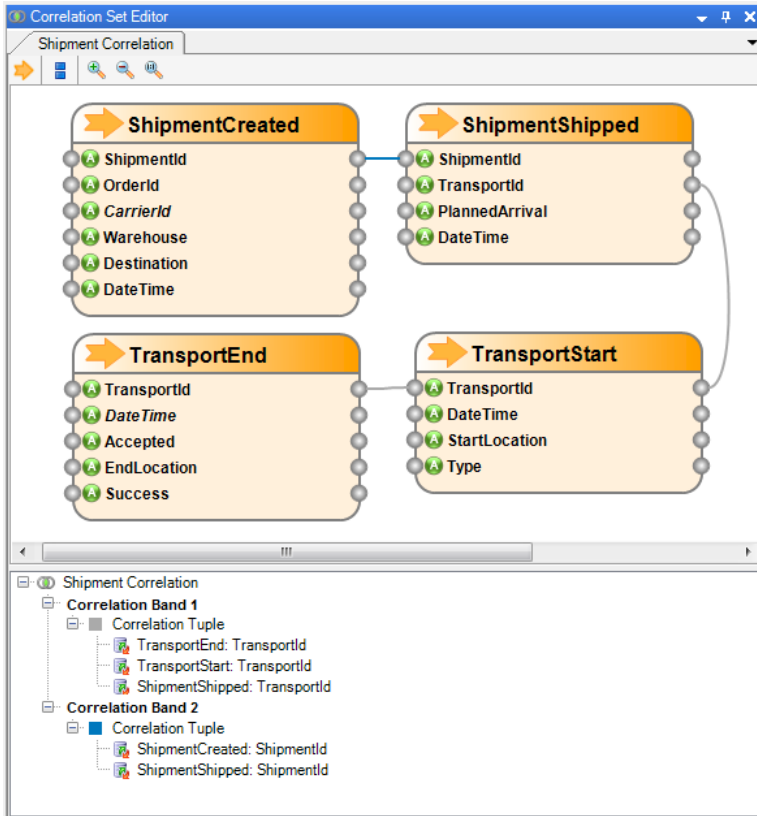 Correlation Set Editor
Shipment Correlation
ShipmentCreated
ShipmentId
OrderId
CarrierId
Warehouse
Destination
DateTime
ShipmentShipped
ShipmentId
TransportId
PlannedArrival
DateTime
TransportEnd
TransportId
DateTime
Accepted
EndLocation
Success
TransportStart
TransportId
DateTime
StartLocation
Type
Shipment Correlation
Correlation Band 1
Correlation Tuple
TransportEnd: TransportId
TransportStart: TransportId
ShipmentShipped: TransportId
Correlation Band 2
Correlation Tuple
ShipmentCreated: ShipmentId
ShipmentShipped: ShipmentId